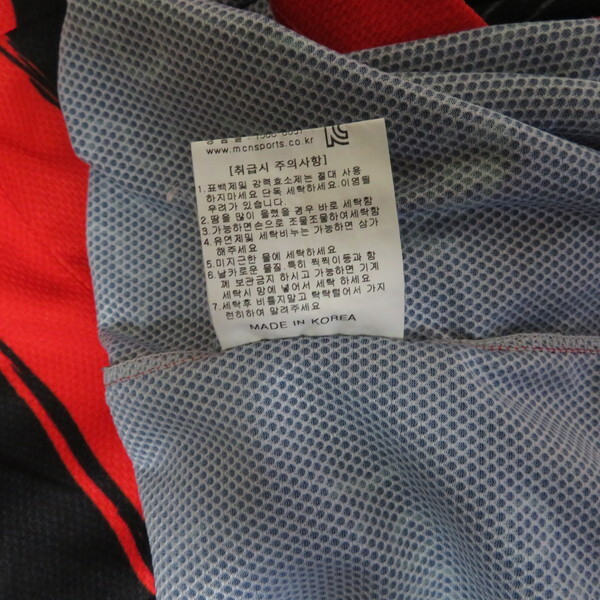 www.mcnsports.co.kr
[취급시 주의사항]
1.표백제및 강력효소제는 절대 사용
하지마세요 단독 세탁하세요.이염될
우려가 있습니다.
2.땀을 많이 흘렸을 경우 바로 세탁함
3.가능하면손으로 조물조물하여세탁함
4.유연제및 세탁비누는 가능하면 삼가
해주세요
5.미지근한 물에 세탁하세요
6.날카로운 물질 특히 찍찍이등과 함
께 보관금지 하시고 가능하면 기계
세탁시 망에 넣어서 세탁 하세요
7.세탁후 비틀지말고 탁탁털어서 가지
런히하여 말려주세요
MADE IN KOREA